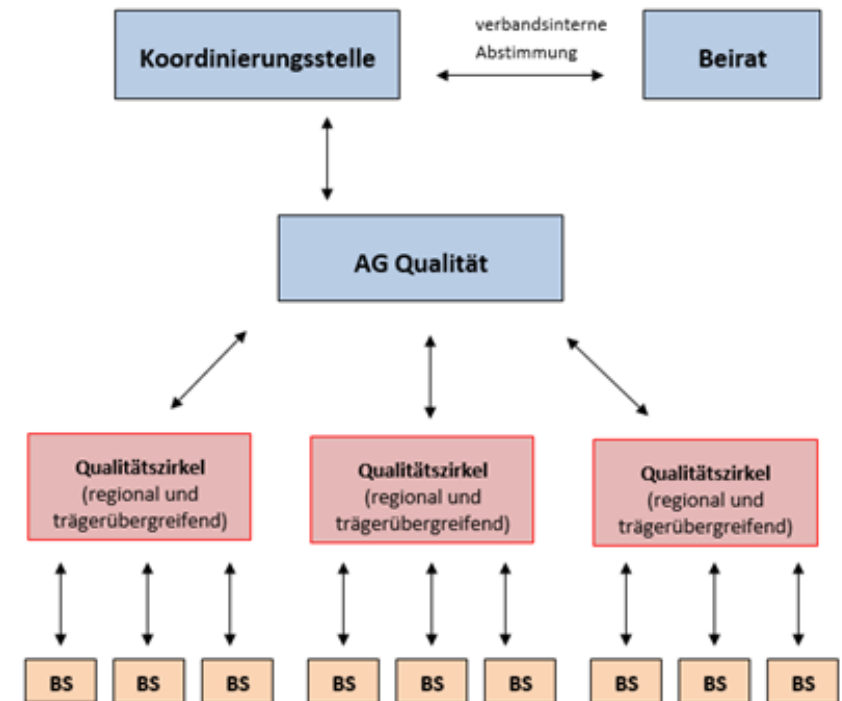 verbandsinterne
Abstimmung
Koordinierungsstelle
Beirat
AG Qualität
Qualitätszirkel
(regional und
trägerübergreifend)
Qualitätszirkel
(regional und
trägerübergreifend)
Qualitätszirkel
(regional und
trägerübergreifend)
BS
BS
BS
BS
BS
BS
BS
BS
BS